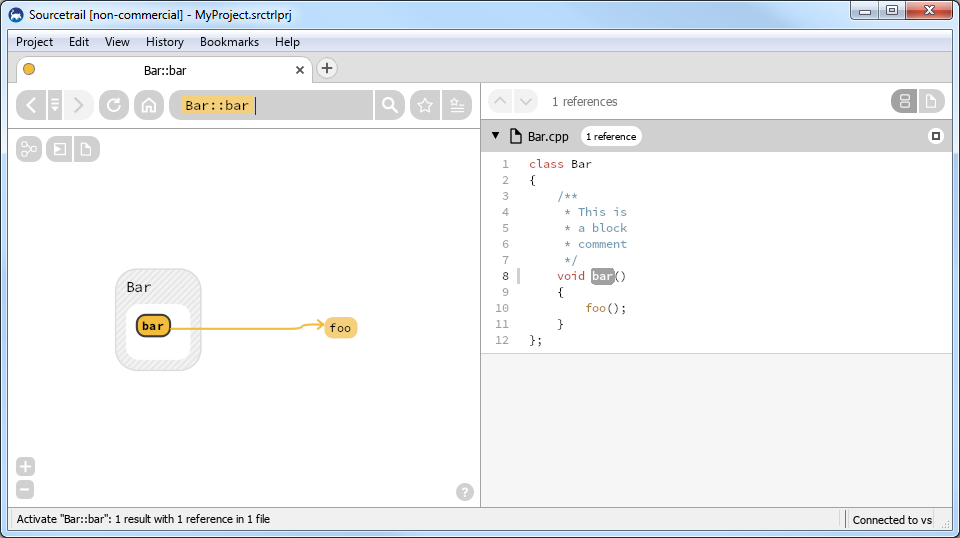 Sourcetrail [non-commercial] - MyProject.srctrlprj
Project Edit View History Bookmarks Help
Bar::bar
Bar::bar
1 references
Bar.cpp 1 reference
1 class Bar
2 {
3 /**
4 * This is
5 * a block
6 * comment
7 */
8 void bar()
9 {
10 foo();
11 }
12 };
Bar
bar
foo
?
Activate "Bar::bar": 1 result with 1 reference in 1 file
Connected to vs